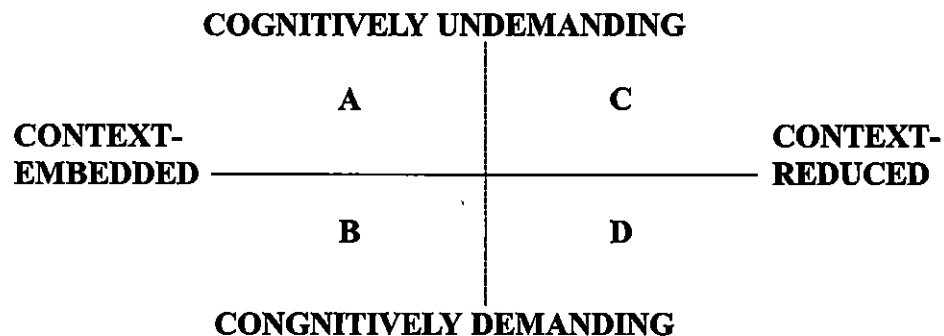 COGNITIVELY UNDEMANDING
A C
CONTEXT-
EMBEDDED
CONTEXT-
REDUCED
B D
CONGNITIVELY DEMANDING